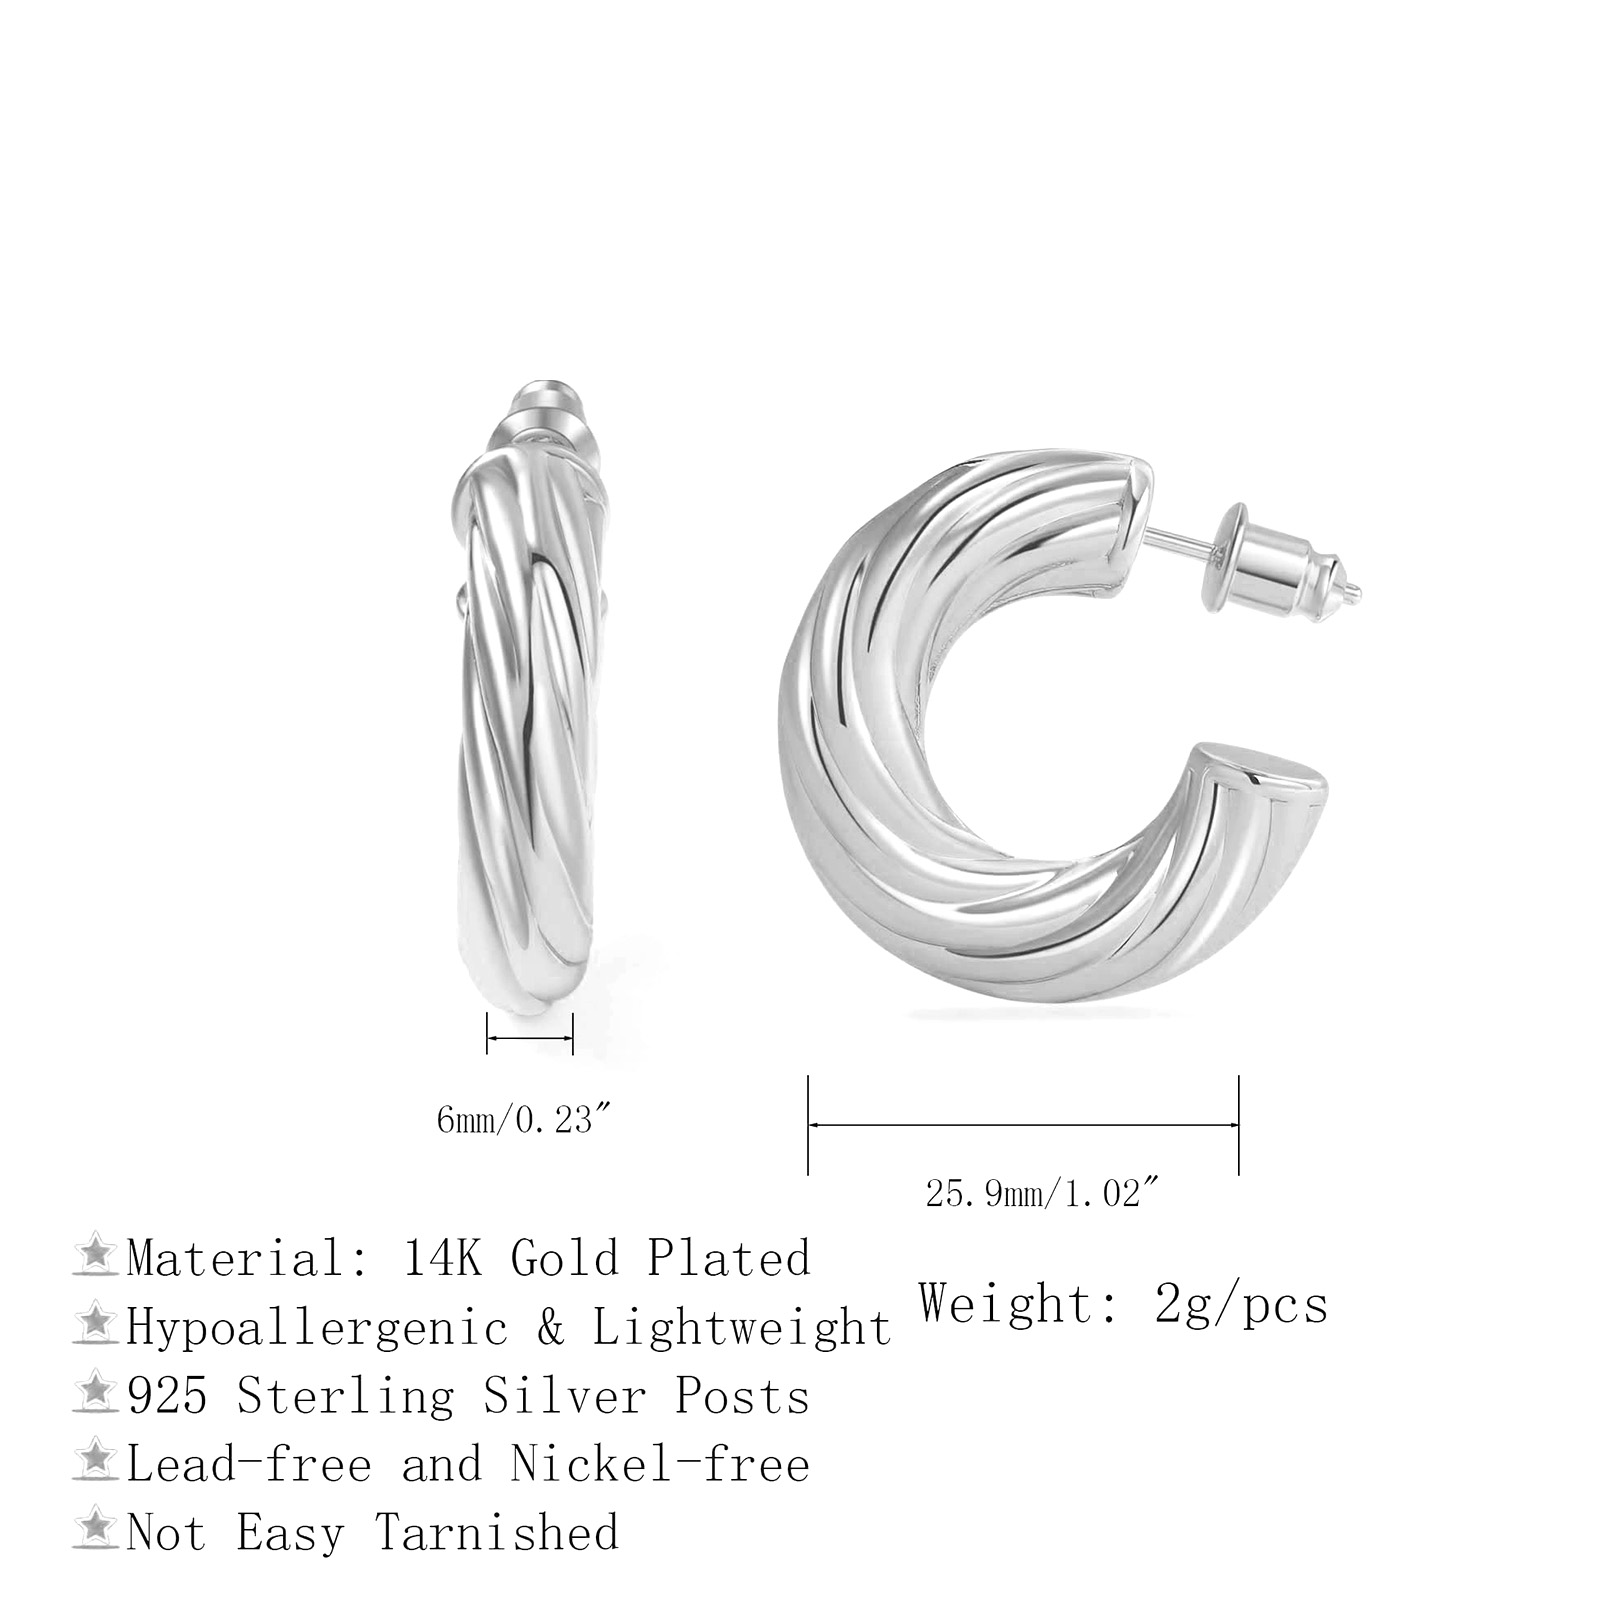 6mm/0.23″
25.9mm/1.02″
Material: 14K Gold Plated
Hypoallergenic & Lightweight
Weight: 2g/pcs
925 Sterling Silver Posts
Lead-free and Nickel-free
Not Easy Tarnished